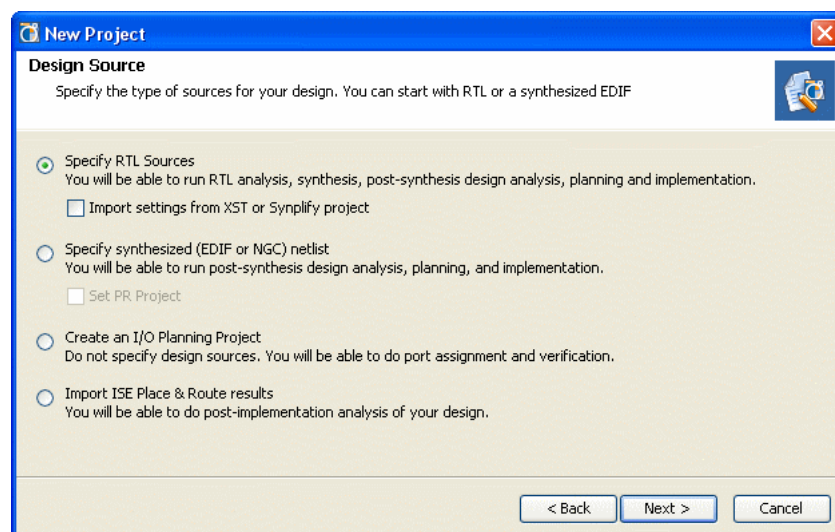 New Project
Design Source
Specify the type of sources for your design. You can start with RTL or a synthesized EDIF
Specify RTL Sources
You will be able to run RTL analysis, synthesis, post-synthesis design analysis, planning and implementation.
Import settings from XST or Synplify project
Specify synthesized (EDIF or NGC) netlist
You will be able to run post-synthesis design analysis, planning, and implementation.
Set PR Project
Create an I/O Planning Project
Do not specify design sources. You will be able to do port assignment and verification.
Import ISE Place & Route results
You will be able to do post-implementation analysis of your design.
< Back Next > Cancel